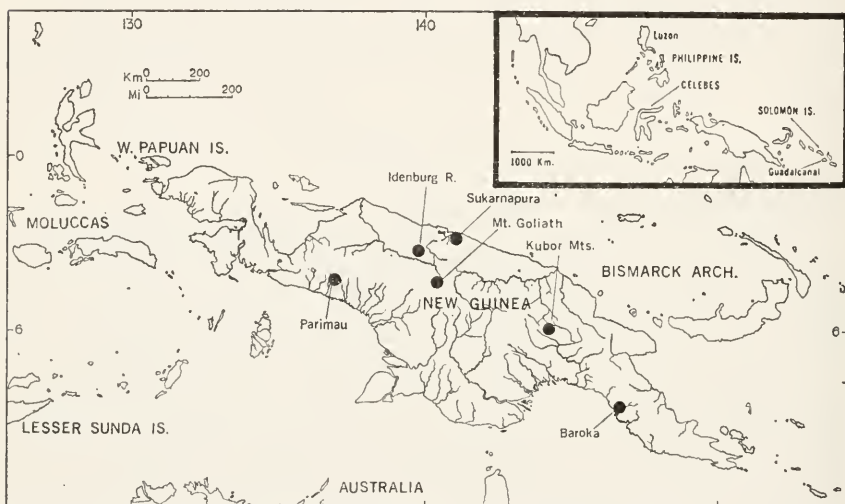 130
140
Km 0 200
Mi 0 200
0
W. PAPUAN IS.
MOLUCCAS
Idenburg R.
Sukarnapura
Mt. Goliath
Kubor Mts.
BISMARCK ARCH.
NEW GUINEA
Parimau
6
6
LESSER SUNDA IS.
Baroka
AUSTRALIA
Luzon
PHILIPPINE IS.
CELEBES
SOLOMON IS.
1000 Km.
Guadalcanal